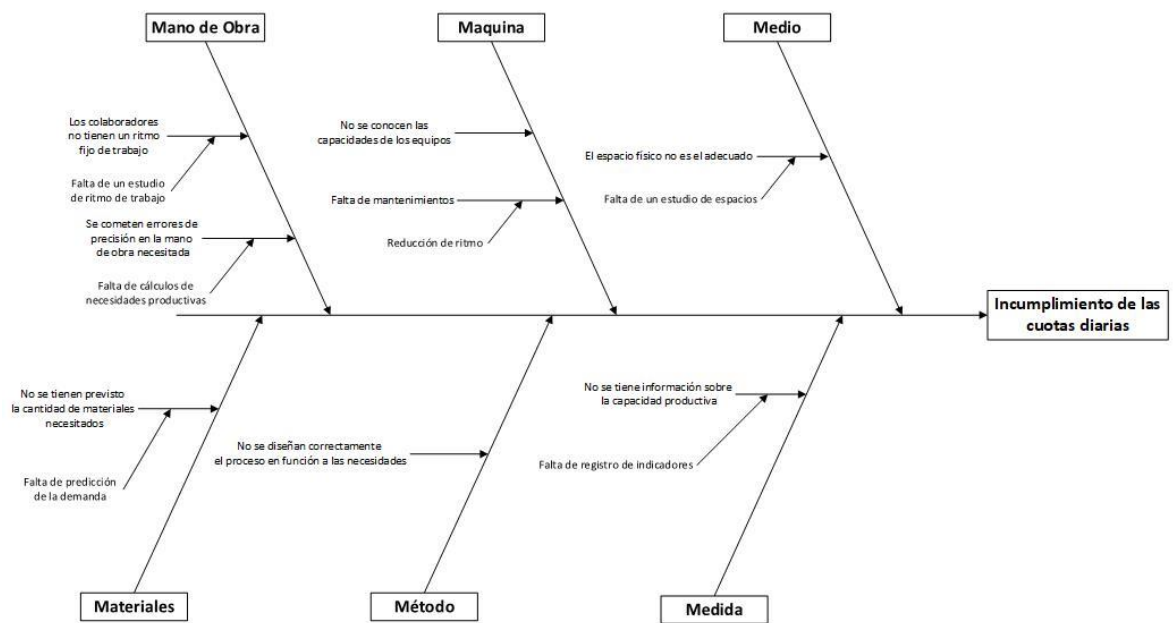 Mano de Obra
Maquina
Medio
Los colaboradores
no tienen un ritmo
fijo de trabajo
Falta de un estudio
de ritmo de trabajo
Se cometen errores de
precisión en la mano
de obra necesitada
Falta de cálculos de
necesidades productivas
No se conocen las
capacidades de los equipos
Falta de mantenimientos
Reducción de ritmo
El espacio físico no es el adecuado
Falta de un estudio de espacios
Incumplimiento de las
cuotas diarias
No se tienen previsto
la cantidad de materiales
necesitados
Falta de predicción
de la demanda
No se diseñan correctamente
el proceso en función a las necesidades
No se tiene información sobre
la capacidad productiva
Falta de registro de indicadores
Materiales
Método
Medida